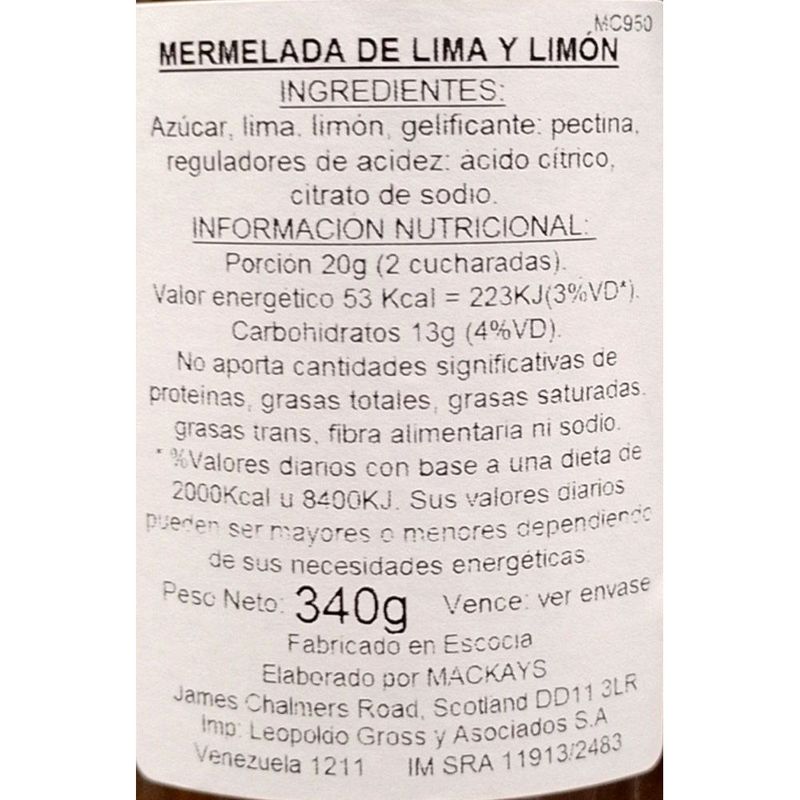 MC950
MERMELADA DE LIMA Y LIMÓN
INGREDIENTES:
Azúcar, lima. limón, gelificante: pectina,
reguladores de acidez: ácido cítrico,
citrato de sodio.
INFORMACIÓN NUTRICIONAL:
Porción 20g (2 cucharadas).
Valor energético 53 Kcal = 223KJ(3%VD*).
Carbohidratos 13g (4%VD).
No aporta cantidades significativas de
proteínas, grasas totales, grasas saturadas.
grasas trans, fibra alimentaria ni sodio.
* %Valores diarios con base a una dieta de
2000Kcal u 8400KJ. Sus valores diarios
pueden ser mayores o menores dependiendo
de sus necesidades energéticas.
Peso Neto: 340g Vence: ver envase
Fabricado en Escocia
Elaborado por MACKAYS
James Chalmers Road, Scotland DD11 3LR
Imp: Leopoldo Gross y Asociados S.A
Venezuela 1211 IM SRA 11913/2483